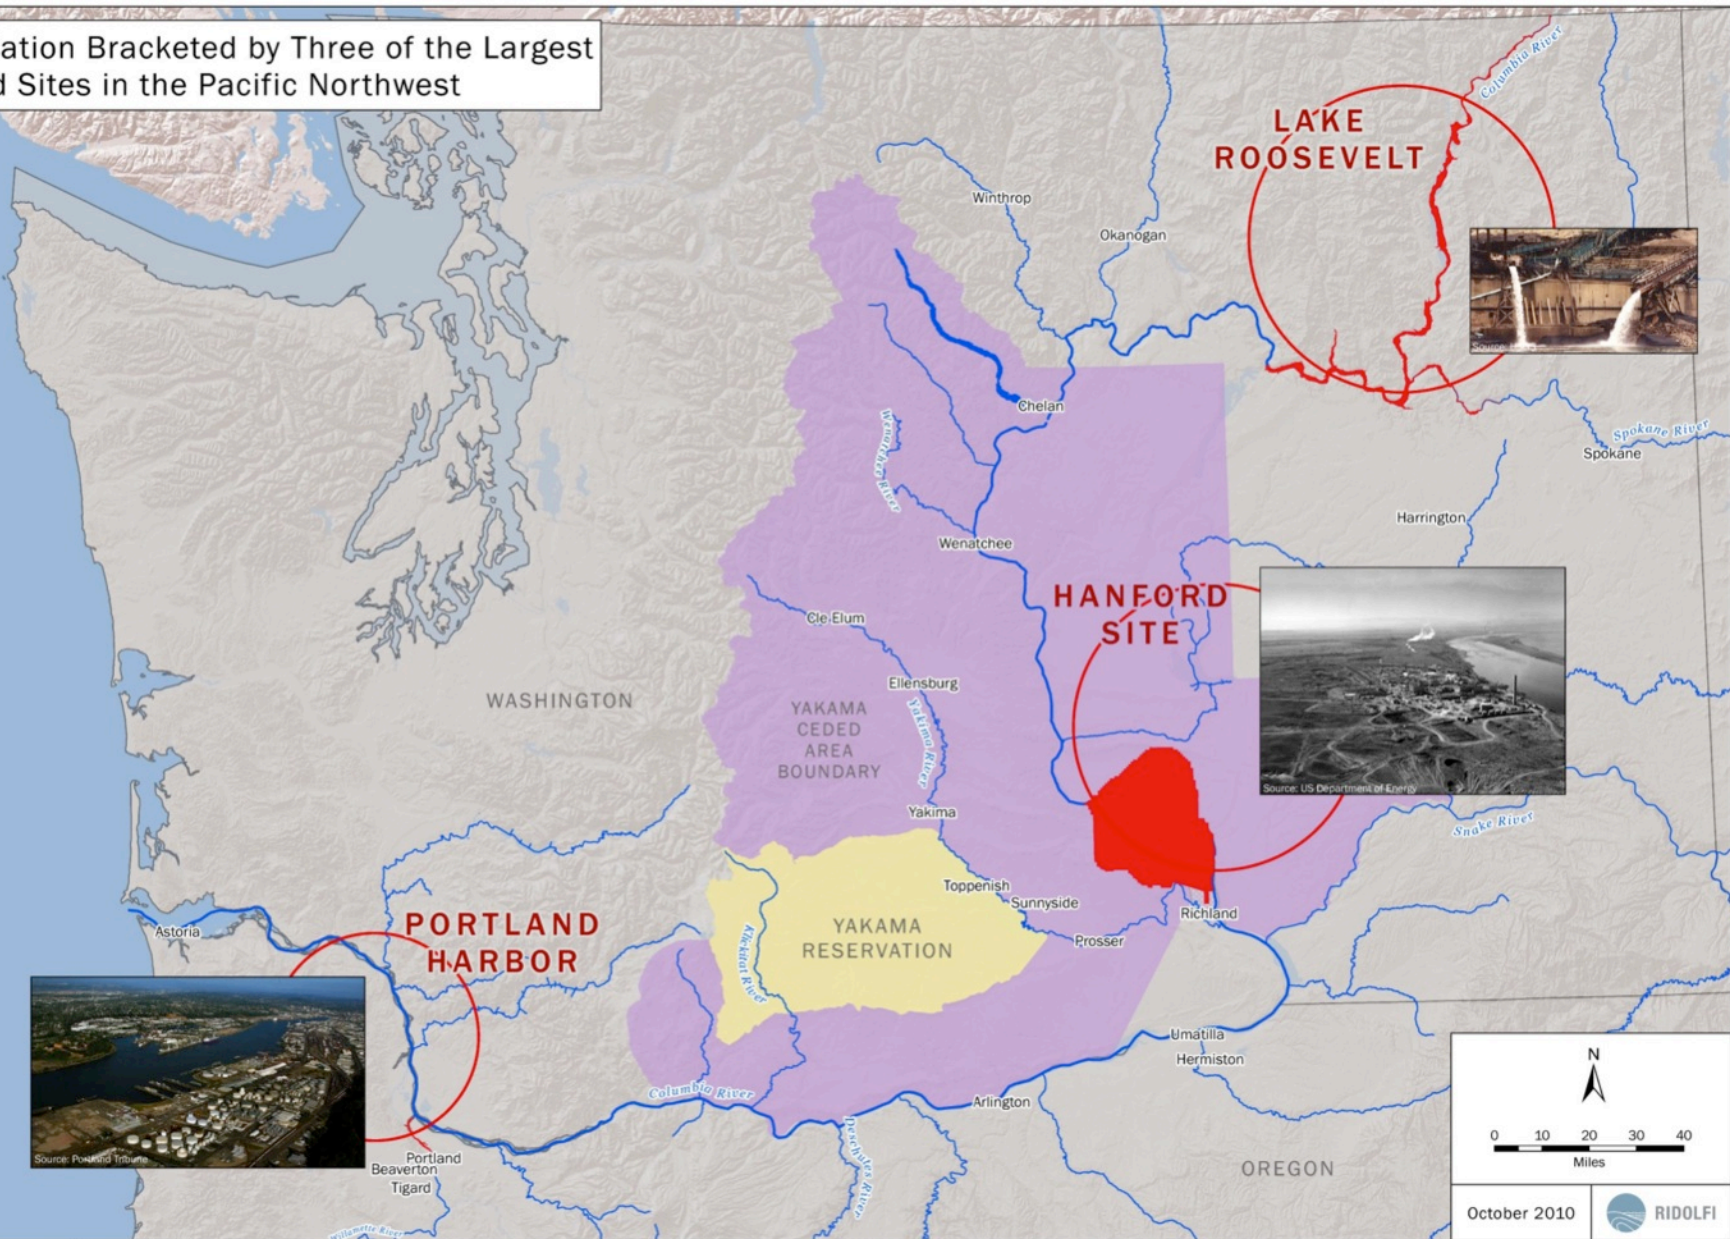 ation Bracketed by Three of the Largest
d Sites in the Pacific Northwest
Columbia River
LAKE
ROOSEVELT
Winthrop
Okanogan
Source:
Chelan
Wenatchee River
Spokane River
Spokane
Harrington
Wenatchee
HANFORD
SITE
Cle Elum
Ellensburg
WASHINGTON
YAKAMA
CEDED
AREA
BOUNDARY
Yakima River
Source: US Department of Energy
Yakima
Snake River
Toppenish
Sunnyside
Richland
Prosser
YAKAMA
RESERVATION
Klickitat River
Astoria
PORTLAND
HARBOR
Source: Portland Tribune
Columbia River
Umatilla
Hermiston
Arlington
Deschutes River
Portland
Beaverton
Tigard
Willamette River
OREGON
N
0 10 20 30 40
Miles
October 2010
RIDOLFI